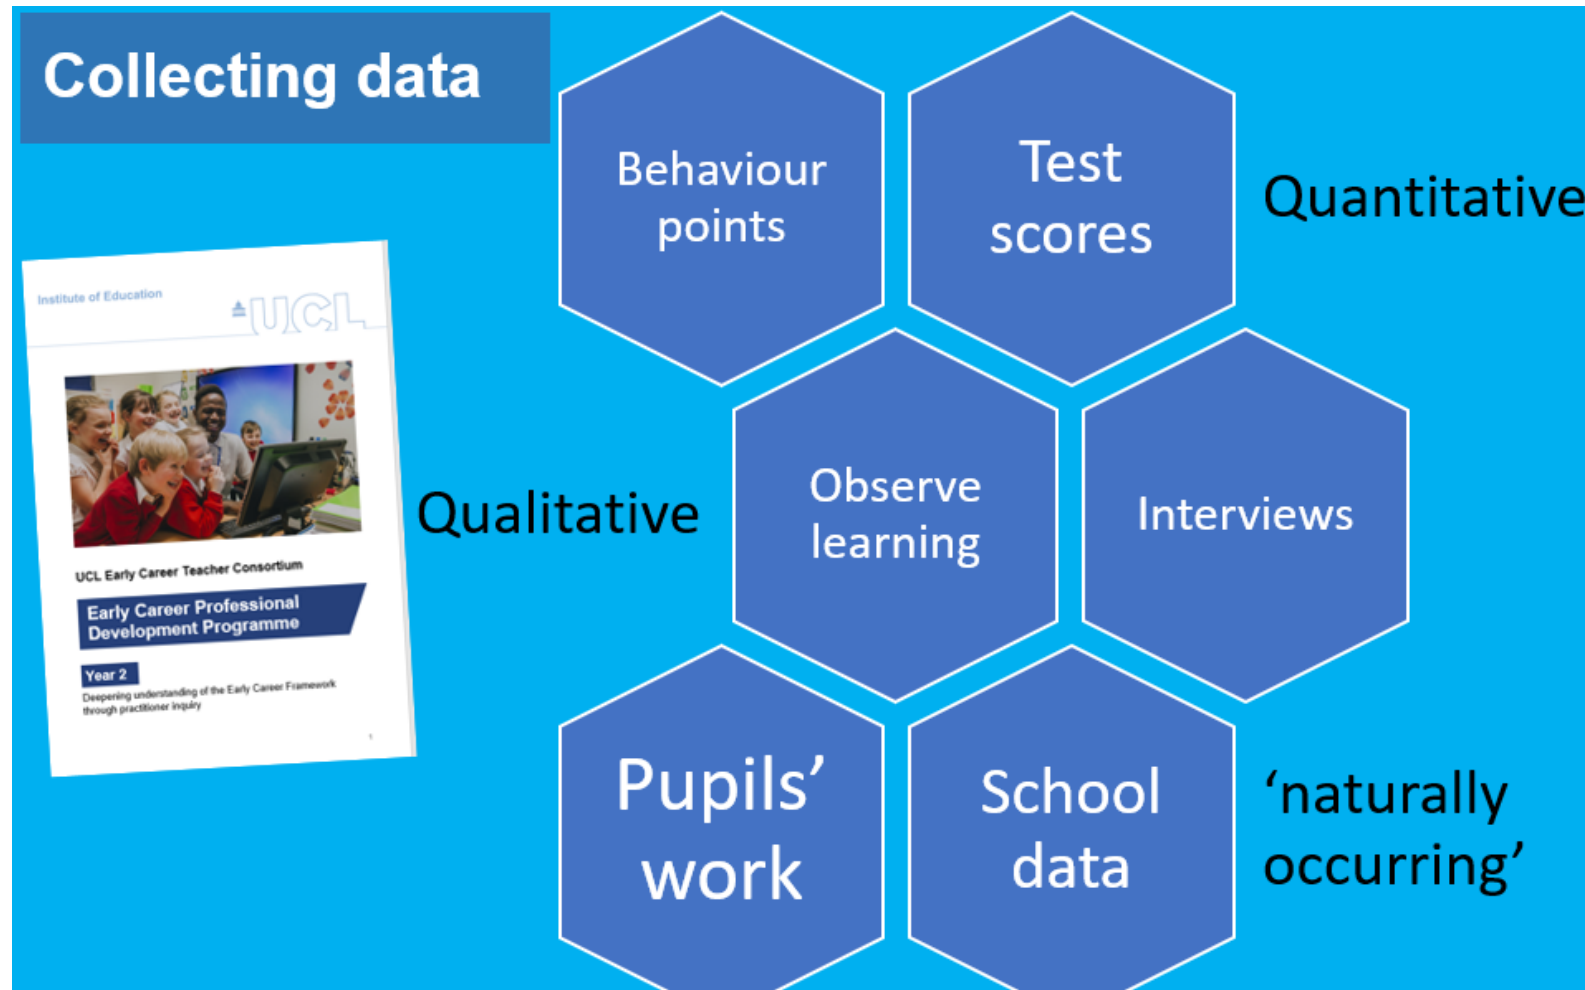 Collecting data
Behaviour
points
Test
scores
Quantitative
Institute of Education
UCL
UCL Early Career Teacher Consortium
Early Career Professional
Development Programme
Year 2
Deepening understanding of the Early Career Framework
through practitioner inquiry
1
Qualitative
Observe
learning
Interviews
Pupils’
work
School
data
‘naturally
occurring’